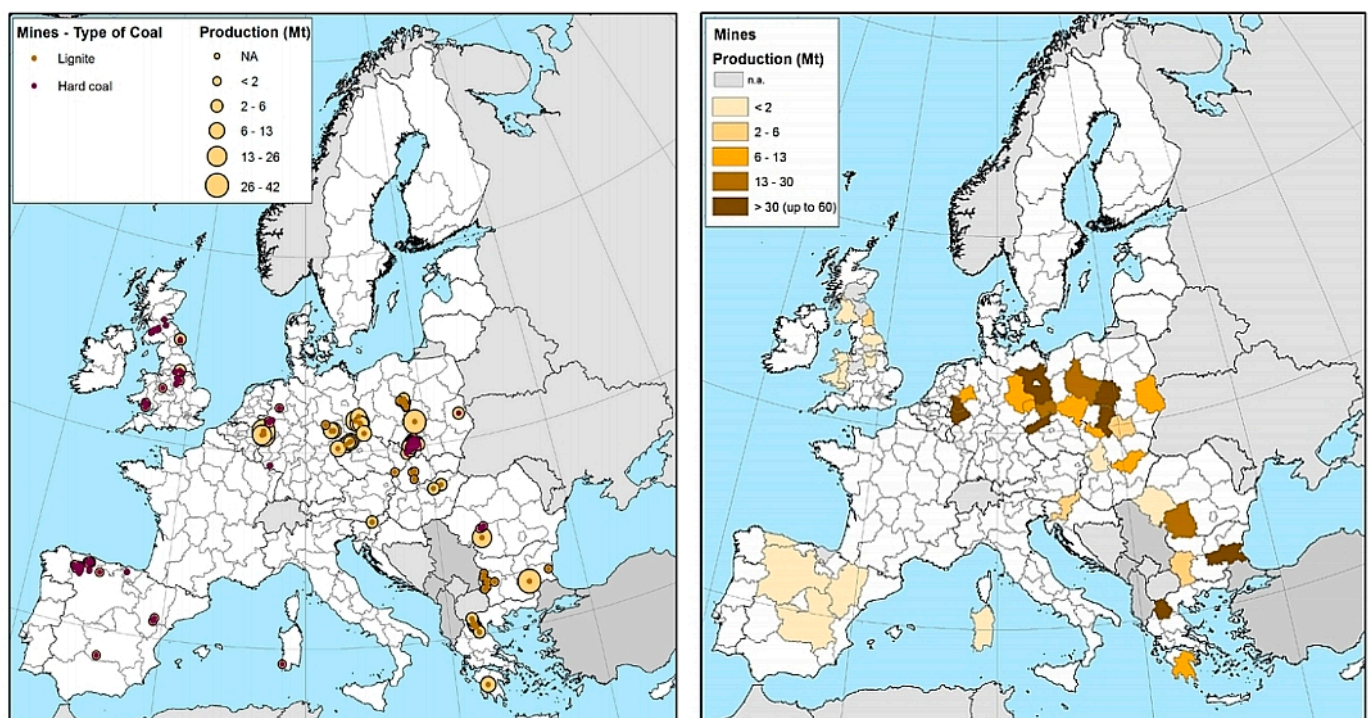 Mines - Type of Coal
Lignite
Hard coal
Production (Mt)
NA
< 2
2 - 6
6 - 13
13 - 26
26 - 42
Mines
Production (Mt)
n.a.
< 2
2 - 6
6 - 13
13 - 30
> 30 (up to 60)